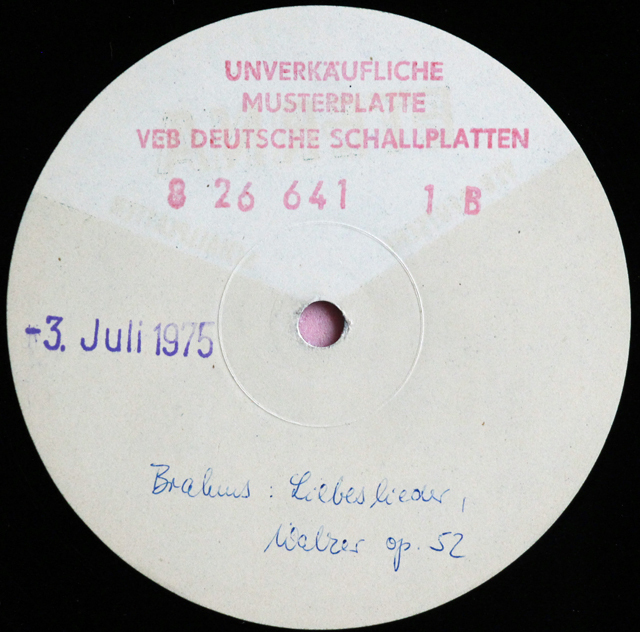 UNVERKÄUFLICHE
MUSTERPLATTE
VEB DEUTSCHE SCHALLPLATTEN
8 26 641 1 B
-3. Juli 1975
Brahms : Liebeslieder,
Walzer op. 52